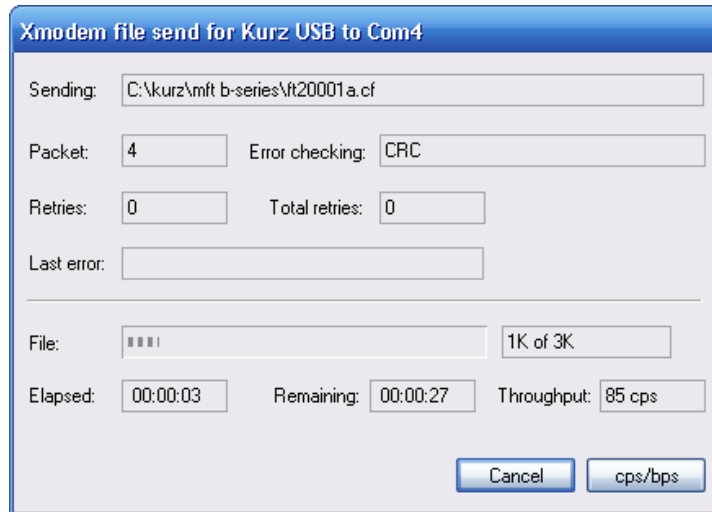 Xmodem file send for Kurz USB to Com4
Sending: C:\kurz\mft b-series\ft20001a.cf
Packet: 4 Error checking: CRC
Retries: 0 Total retries: 0
Last error:
File: 1K of 3K
Elapsed: 00:00:03 Remaining: 00:00:27 Throughput: 85 cps
Cancel cps/bps